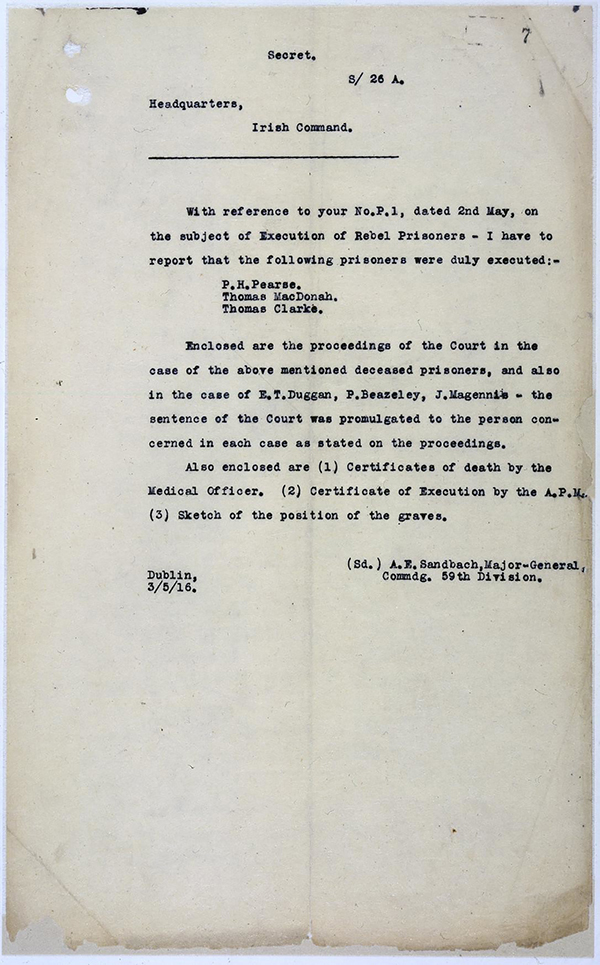 7
Secret.
S/ 26 A.
Headquarters,
Irish Command.
With reference to your No.P.1, dated 2nd May, on
the subject of Execution of Rebel Prisoners - I have to
report that the following prisoners were duly executed:-
P.H.Pearse.
Thomas MacDonah.
Thomas Clarke.
Enclosed are the proceedings of the Court in the
case of the above mentioned deceased prisoners, and also
in the case of E.T.Duggan, P.Beazeley, J.Magennis - the
sentence of the Court was promulgated to the person con-
cerned in each case as stated on the proceedings.
Also enclosed are (1) Certificates of death by the
Medical Officer. (2) Certificate of Execution by the A.P.M.
(3) Sketch of the position of the graves.
(Sd.) A.E.Sandbach,Major-General,
Commdg. 59th Division.
Dublin,
3/5/16.